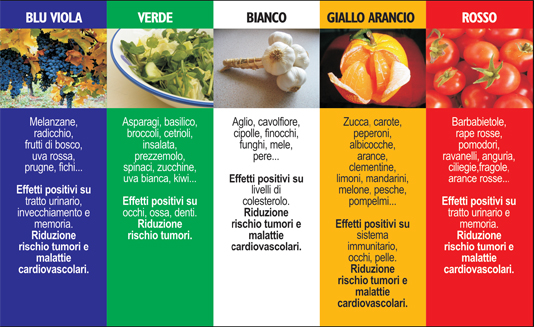 BLU VIOLA
Melanzane,
radicchio,
frutti di bosco,
uva rossa,
prugne, fichi...
Effetti positivi su
tratto urinario,
invecchiamento e
memoria.
Riduzione
rischio tumori e
malattie
cardiovascolari.
VERDE
Asparagi, basilico,
broccoli, cetrioli,
insalata,
prezzemolo,
spinaci, zucchine,
uva bianca, kiwi...
Effetti positivi su
occhi, ossa, denti.
Riduzione
rischio tumori.
BIANCO
Aglio, cavolfiore,
cipolle, finocchi,
funghi, mele,
pere...
Effetti positivi su
livelli di
colesterolo.
Riduzione
rischio tumori e
malattie
cardiovascolari.
GIALLO ARANCIO
Zucca, carote,
peperoni,
albicocche,
arance,
clementine,
limoni, mandarini,
melone, pesche,
pompelmi...
Effetti positivi su
sistema
immunitario,
occhi, pelle.
Riduzione
rischio tumori e
malattie
cardiovascolari.
ROSSO
Barbabietole,
rape rosse,
pomodori,
ravanelli, anguria,
ciliegie,fragole,
arance rosse...
Effetti positivi su
tratto urinario e
memoria.
Riduzione
rischio tumori e
malattie
cardiovascolari.